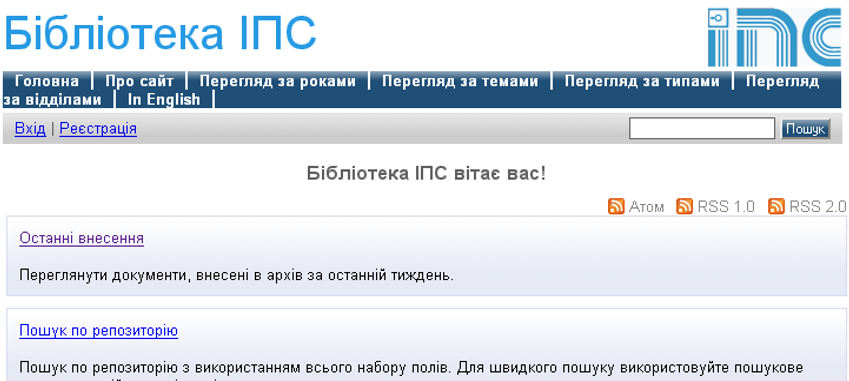 Бібліотека ІПС
іпс
Головна | Про сайт | Перегляд за роками | Перегляд за темами | Перегляд за типами | Перегляд
за відділами | In English |
Вхід | Реєстрація Пошук
Бібліотека ІПС вітає вас!
Атом RSS 1.0 RSS 2.0
Останні внесення
Переглянути документи, внесені в архів за останній тиждень.
Пошук по репозиторію
Пошук по репозиторію з використанням всього набору полів. Для швидкого пошуку використовуйте пошукове